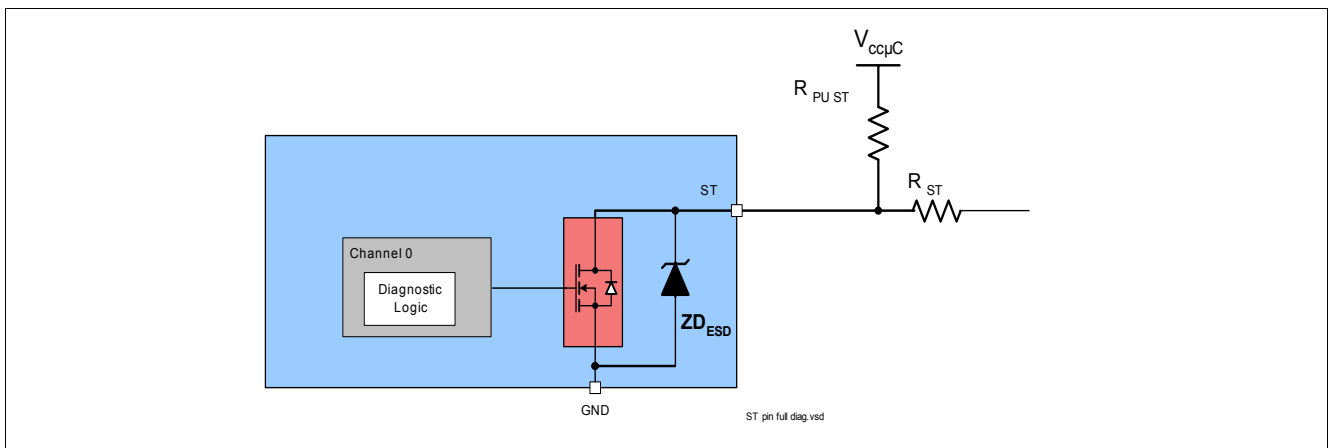 VccµC
R PU ST
R ST
ST
Channel 0
Diagnostic
Logic
ZDESD
GND
ST pin full diag.vsd